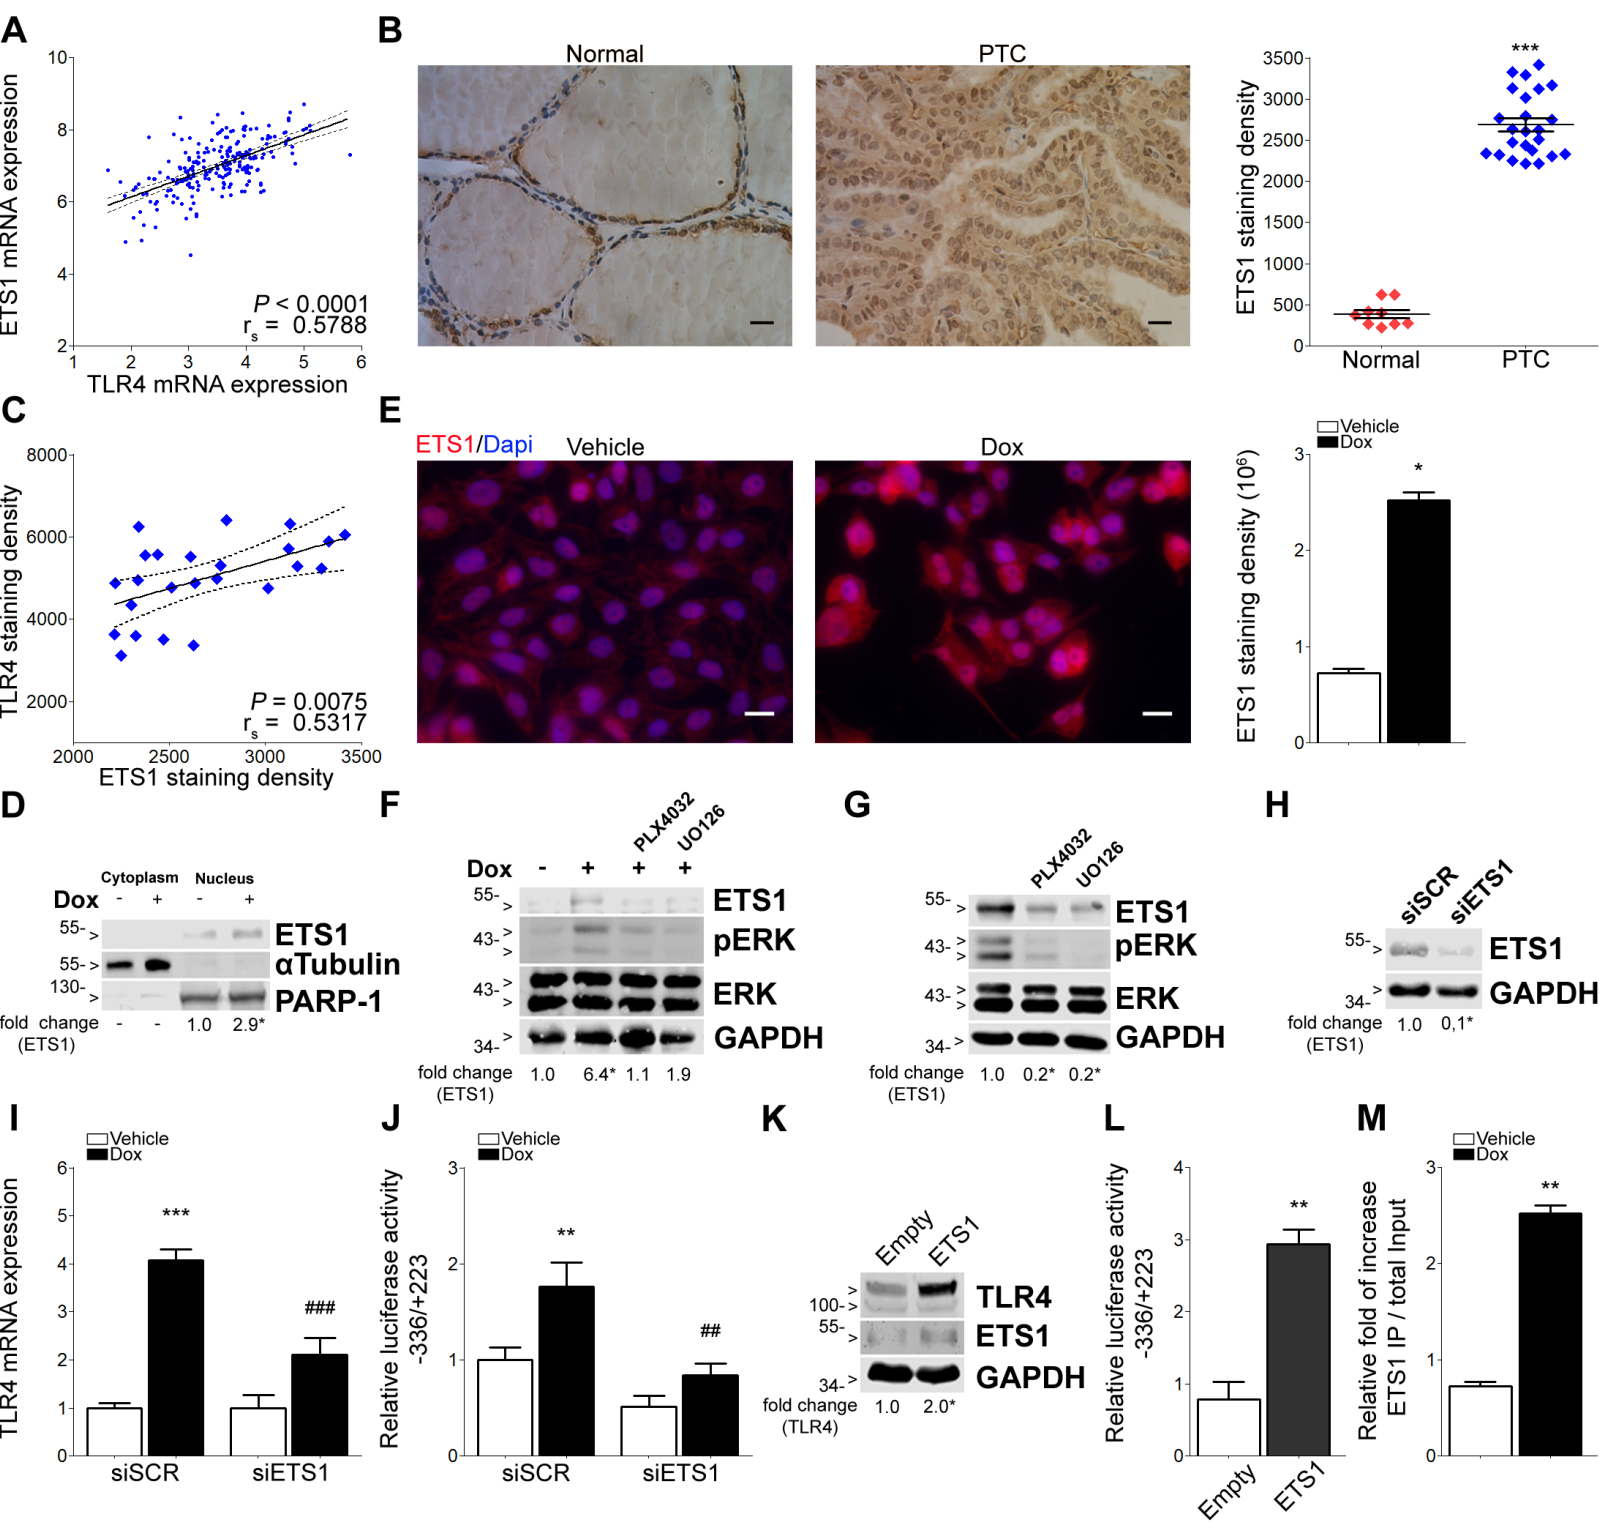 A
ETS1 mRNA expression
10
8
6
4
2
1 2 3 4 5 6
P < 0.0001
rs = 0.5788
TLR4 mRNA expression
B
Normal
PTC
ETS1 staining density
3500
3000
2500
2000
1500
1000
500
0
***
Normal PTC
C
TLR4 staining density
8000
6000
4000
2000
2000 2500 3000 3500
P = 0.0075
rs = 0.5317
ETS1 staining density
E
ETS1/Dapi
Vehicle
Dox
Vehicle
Dox
ETS1 staining density (10⁶)
3
2
1
0
*
D
Cytoplasm Nucleus
Dox - + - +
55- > ETS1
55- > αTubulin
130- > PARP-1
fold change (ETS1) - - 1.0 2.9*
F
PLX4032
UO126
Dox - + + +
55- > ETS1
43- > > pERK
43- > > ERK
34- > GAPDH
fold change (ETS1) 1.0 6.4* 1.1 1.9
G
PLX4032
UO126
55- > ETS1
43- > > pERK
43- > > ERK
34- > GAPDH
fold change (ETS1) 1.0 0.2* 0.2*
H
siSCR
siETS1
55- > ETS1
34- > GAPDH
fold change (ETS1) 1.0 0,1*
I
Vehicle
Dox
TLR4 mRNA expression
6
5
4
3
2
1
0
***
###
siSCR siETS1
J
Vehicle
Dox
Relative luciferase activity
-336/+223
3
2
1
0
**
##
siSCR siETS1
K
Empty
ETS1
> 100- > TLR4
55- > ETS1
34- > GAPDH
fold change (TLR4) 1.0 2.0*
L
Relative luciferase activity
-336/+223
4
3
2
1
0
**
Empty
ETS1
M
Vehicle
Dox
Relative fold of increase
ETS1 IP / total Input
3
2
1
0
**